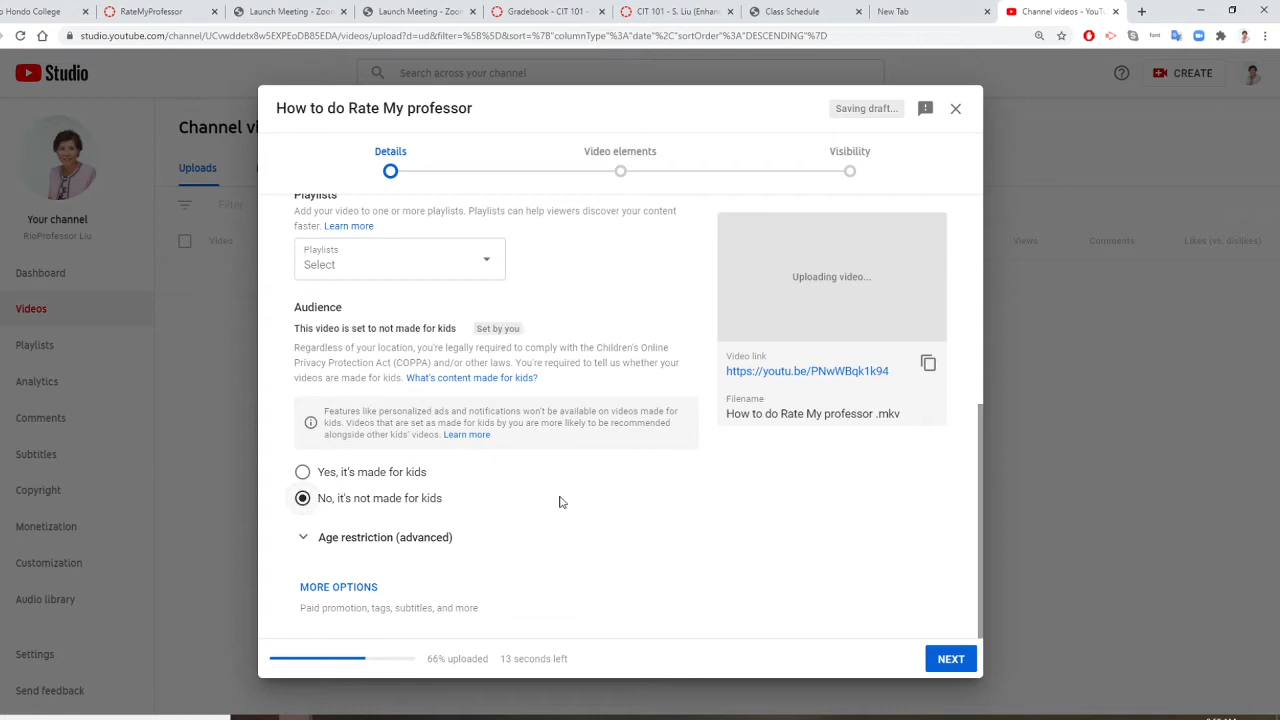 o Hondo College
RateMyProfessor
Launch Meeting - Zoo
Launch Meeting - Zoo
Gradebook – CIT 101 –
CIT 101 - S. Liu (Enhan
Class Schedule
New Tab
Channel videos - YouT
studio.youtube.com/channel/UCvwddetx8w5EXPEoDB85EDA/videos/upload?d=ud&filter=%5B%5D&sort=%7B"columnType"%3A"date"%2C"sortOrder"%3A"DESCENDING"%7D
Studio
Search across your channel
CREATE
How to do Rate My professor
Saving draft...
Channel vi
Details
Video elements
Visibility
Uploads
Playlists
Add your video to one or more playlists. Playlists can help viewers discover your content
faster. Learn more
Playlists
Select
Filter
Your channel
RioProfessor Liu
Video
Views
Comments
Likes (vs. dislikes)
Dashboard
Videos
Playlists
Analytics
Comments
Subtitles
Copyright
Monetization
Customization
Audio library
Settings
Send feedback
Uploading video...
Audience
This video is set to not made for kids
Set by you
Regardless of your location, you're legally required to comply with the Children's Online
Privacy Protection Act (COPPA) and/or other laws. You're required to tell us whether your
videos are made for kids. What's content made for kids?
Video link
https://youtu.be/PNwWBqk1k94
Filename
How to do Rate My professor .mkv
Features like personalized ads and notifications won't be available on videos made for
kids. Videos that are set as made for kids by you are more likely to be recommended
alongside other kids' videos. Learn more
Yes, it's made for kids
No, it's not made for kids
Age restriction (advanced)
MORE OPTIONS
Paid promotion, tags, subtitles, and more
66% uploaded
13 seconds left
NEXT